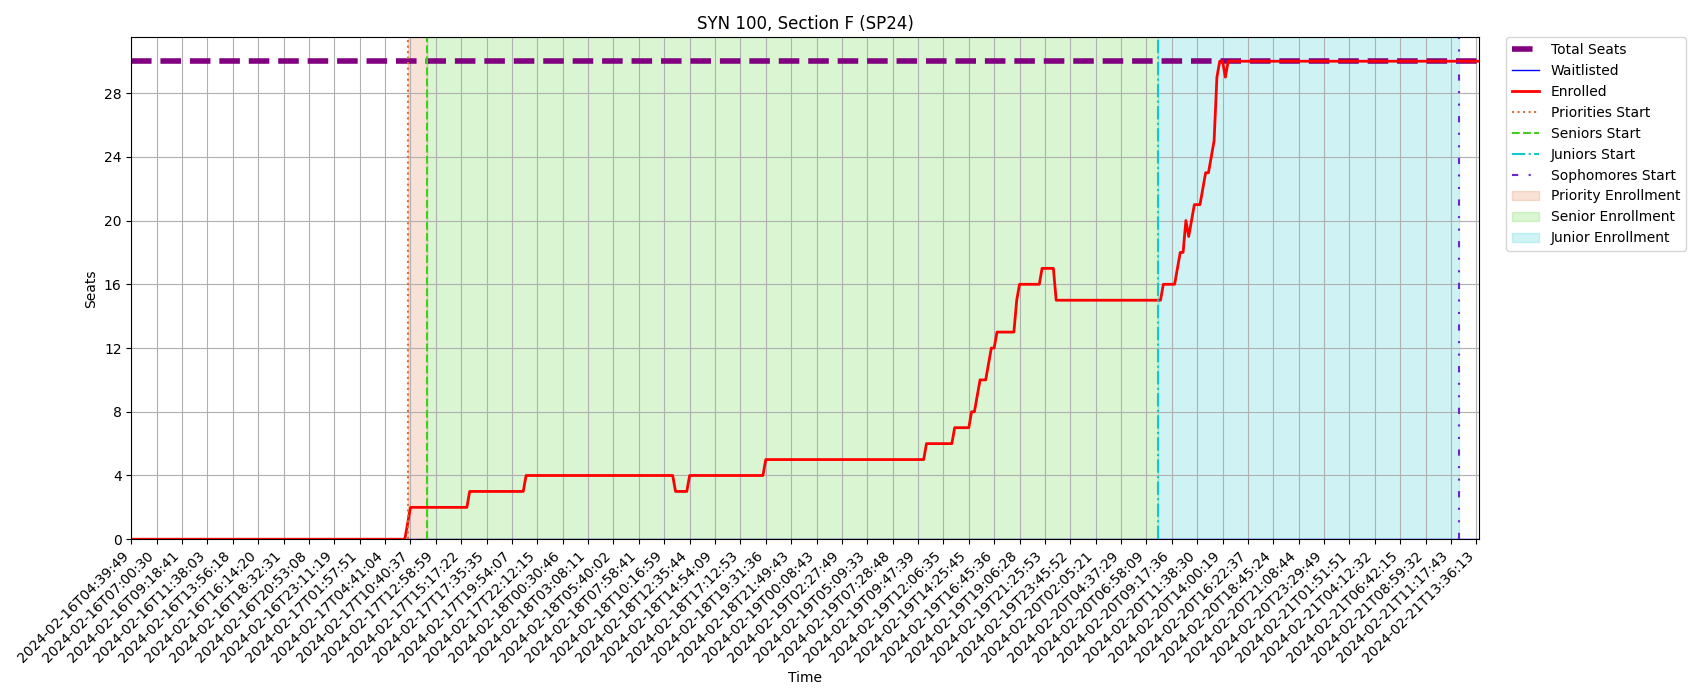 SYN 100, Section F (SP24)
Total Seats
Waitlisted
Enrolled
Priorities Start
Seniors Start
Juniors Start
Sophomores Start
Priority Enrollment
Senior Enrollment
Junior Enrollment
Seats
28
24
20
16
12
8
4
0
2024-02-16T04:39:49
2024-02-16T07:00:30
2024-02-16T09:18:41
2024-02-16T11:38:03
2024-02-16T13:56:18
2024-02-16T16:14:20
2024-02-16T18:32:31
2024-02-16T20:53:08
2024-02-16T23:11:19
2024-02-17T01:57:51
2024-02-17T04:41:04
2024-02-17T10:40:37
2024-02-17T12:58:59
2024-02-17T15:17:22
2024-02-17T17:35:35
2024-02-17T19:54:07
2024-02-17T22:12:15
2024-02-18T00:30:46
2024-02-18T03:08:11
2024-02-18T05:40:02
2024-02-18T07:58:41
2024-02-18T10:16:59
2024-02-18T12:35:44
2024-02-18T14:54:09
2024-02-18T17:12:53
2024-02-18T19:31:36
2024-02-18T21:49:43
2024-02-19T00:08:43
2024-02-19T02:27:49
2024-02-19T05:09:33
2024-02-19T07:28:48
2024-02-19T09:47:39
2024-02-19T12:06:35
2024-02-19T14:25:45
2024-02-19T16:45:36
2024-02-19T19:06:28
2024-02-19T21:25:53
2024-02-19T23:45:52
2024-02-20T02:05:21
2024-02-20T04:37:29
2024-02-20T06:58:09
2024-02-20T09:17:36
2024-02-20T11:38:30
2024-02-20T14:00:19
2024-02-20T16:22:37
2024-02-20T18:45:24
2024-02-20T21:08:44
2024-02-20T23:29:49
2024-02-21T01:51:51
2024-02-21T04:12:32
2024-02-21T06:42:15
2024-02-21T08:59:32
2024-02-21T11:17:43
2024-02-21T13:36:13
Time